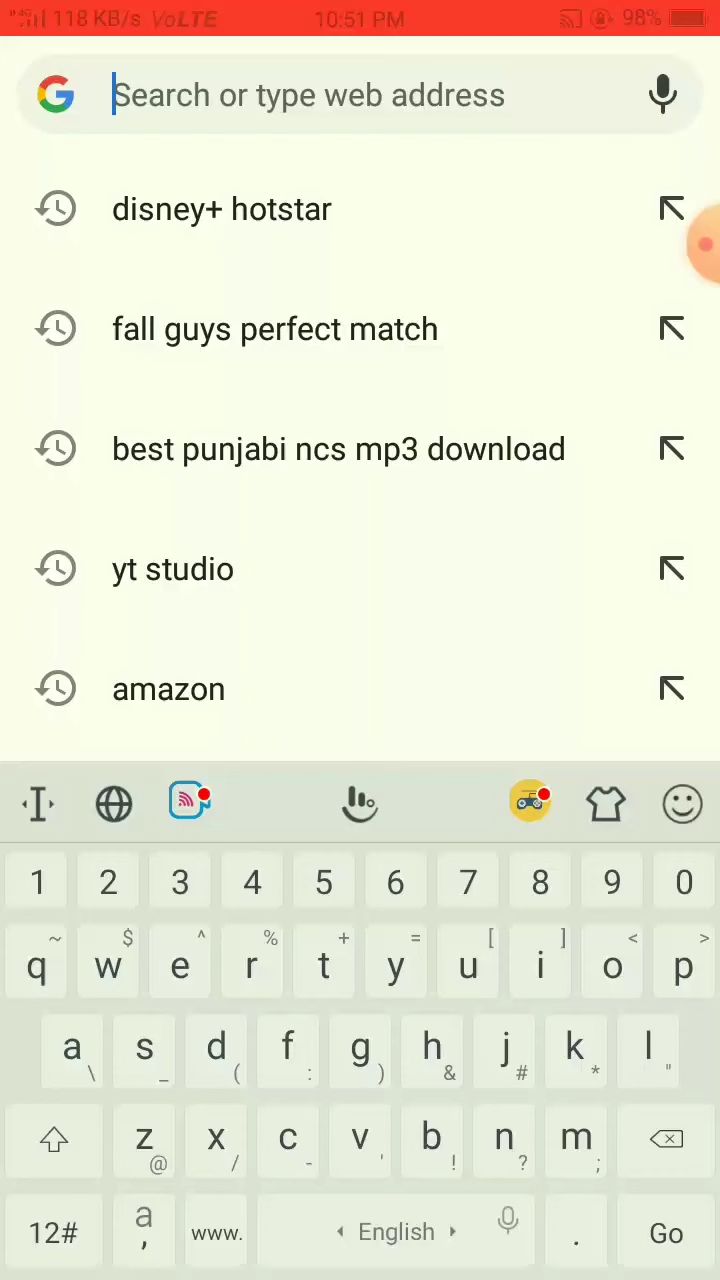 118 KB/s VoLTE 10:51 PM 98%
Search or type web address
disney+ hotstar
fall guys perfect match
best punjabi ncs mp3 download
yt studio
amazon
1 2 3 4 5 6 7 8 9 0
~ $ ^ % + = [ ] < >
q w e r t y u i o p
a s d f g h j k l
\ _ ( : ) & # * "
z x c v b n m
@ / - ' ! ? ;
12# a , www. English . Go